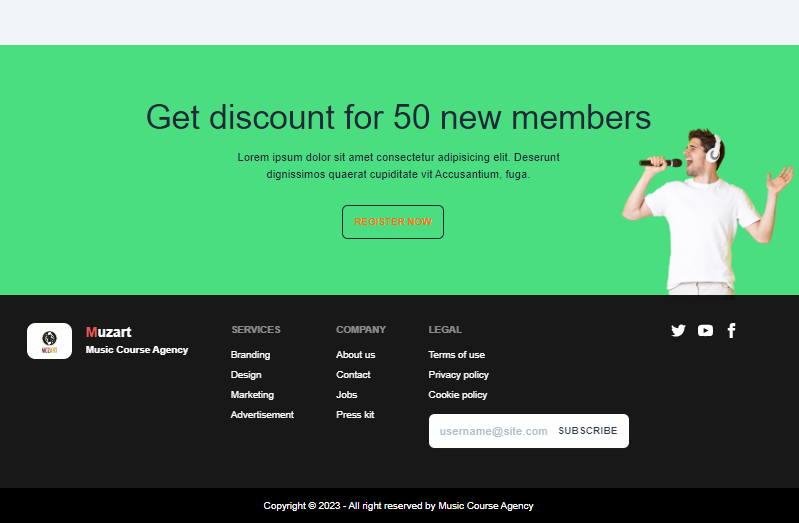 Get discount for 50 new members
Lorem ipsum dolor sit amet consectetur adipisicing elit. Deserunt
dignissimos quaerat cupiditate vit Accusantium, fuga.
REGISTER NOW
MUZART
Muzart
Music Course Agency
SERVICES
Branding
Design
Marketing
Advertisement
COMPANY
About us
Contact
Jobs
Press kit
LEGAL
Terms of use
Privacy policy
Cookie policy
username@site.com SUBSCRIBE
Copyright © 2023 - All right reserved by Music Course Agency